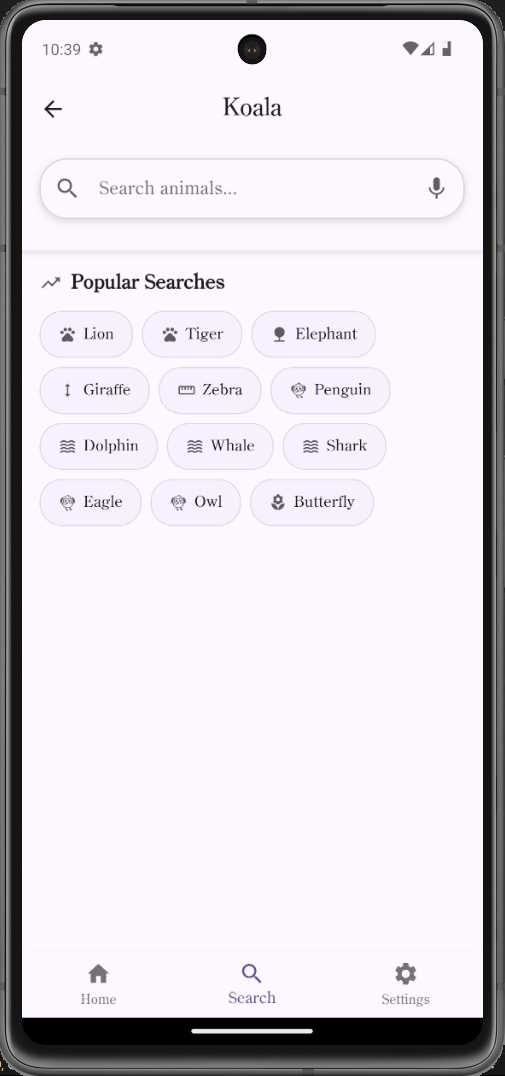 10:39
Koala
Search animals...
Popular Searches
Lion Tiger Elephant
Giraffe Zebra Penguin
Dolphin Whale Shark
Eagle Owl Butterfly
Home Search Settings